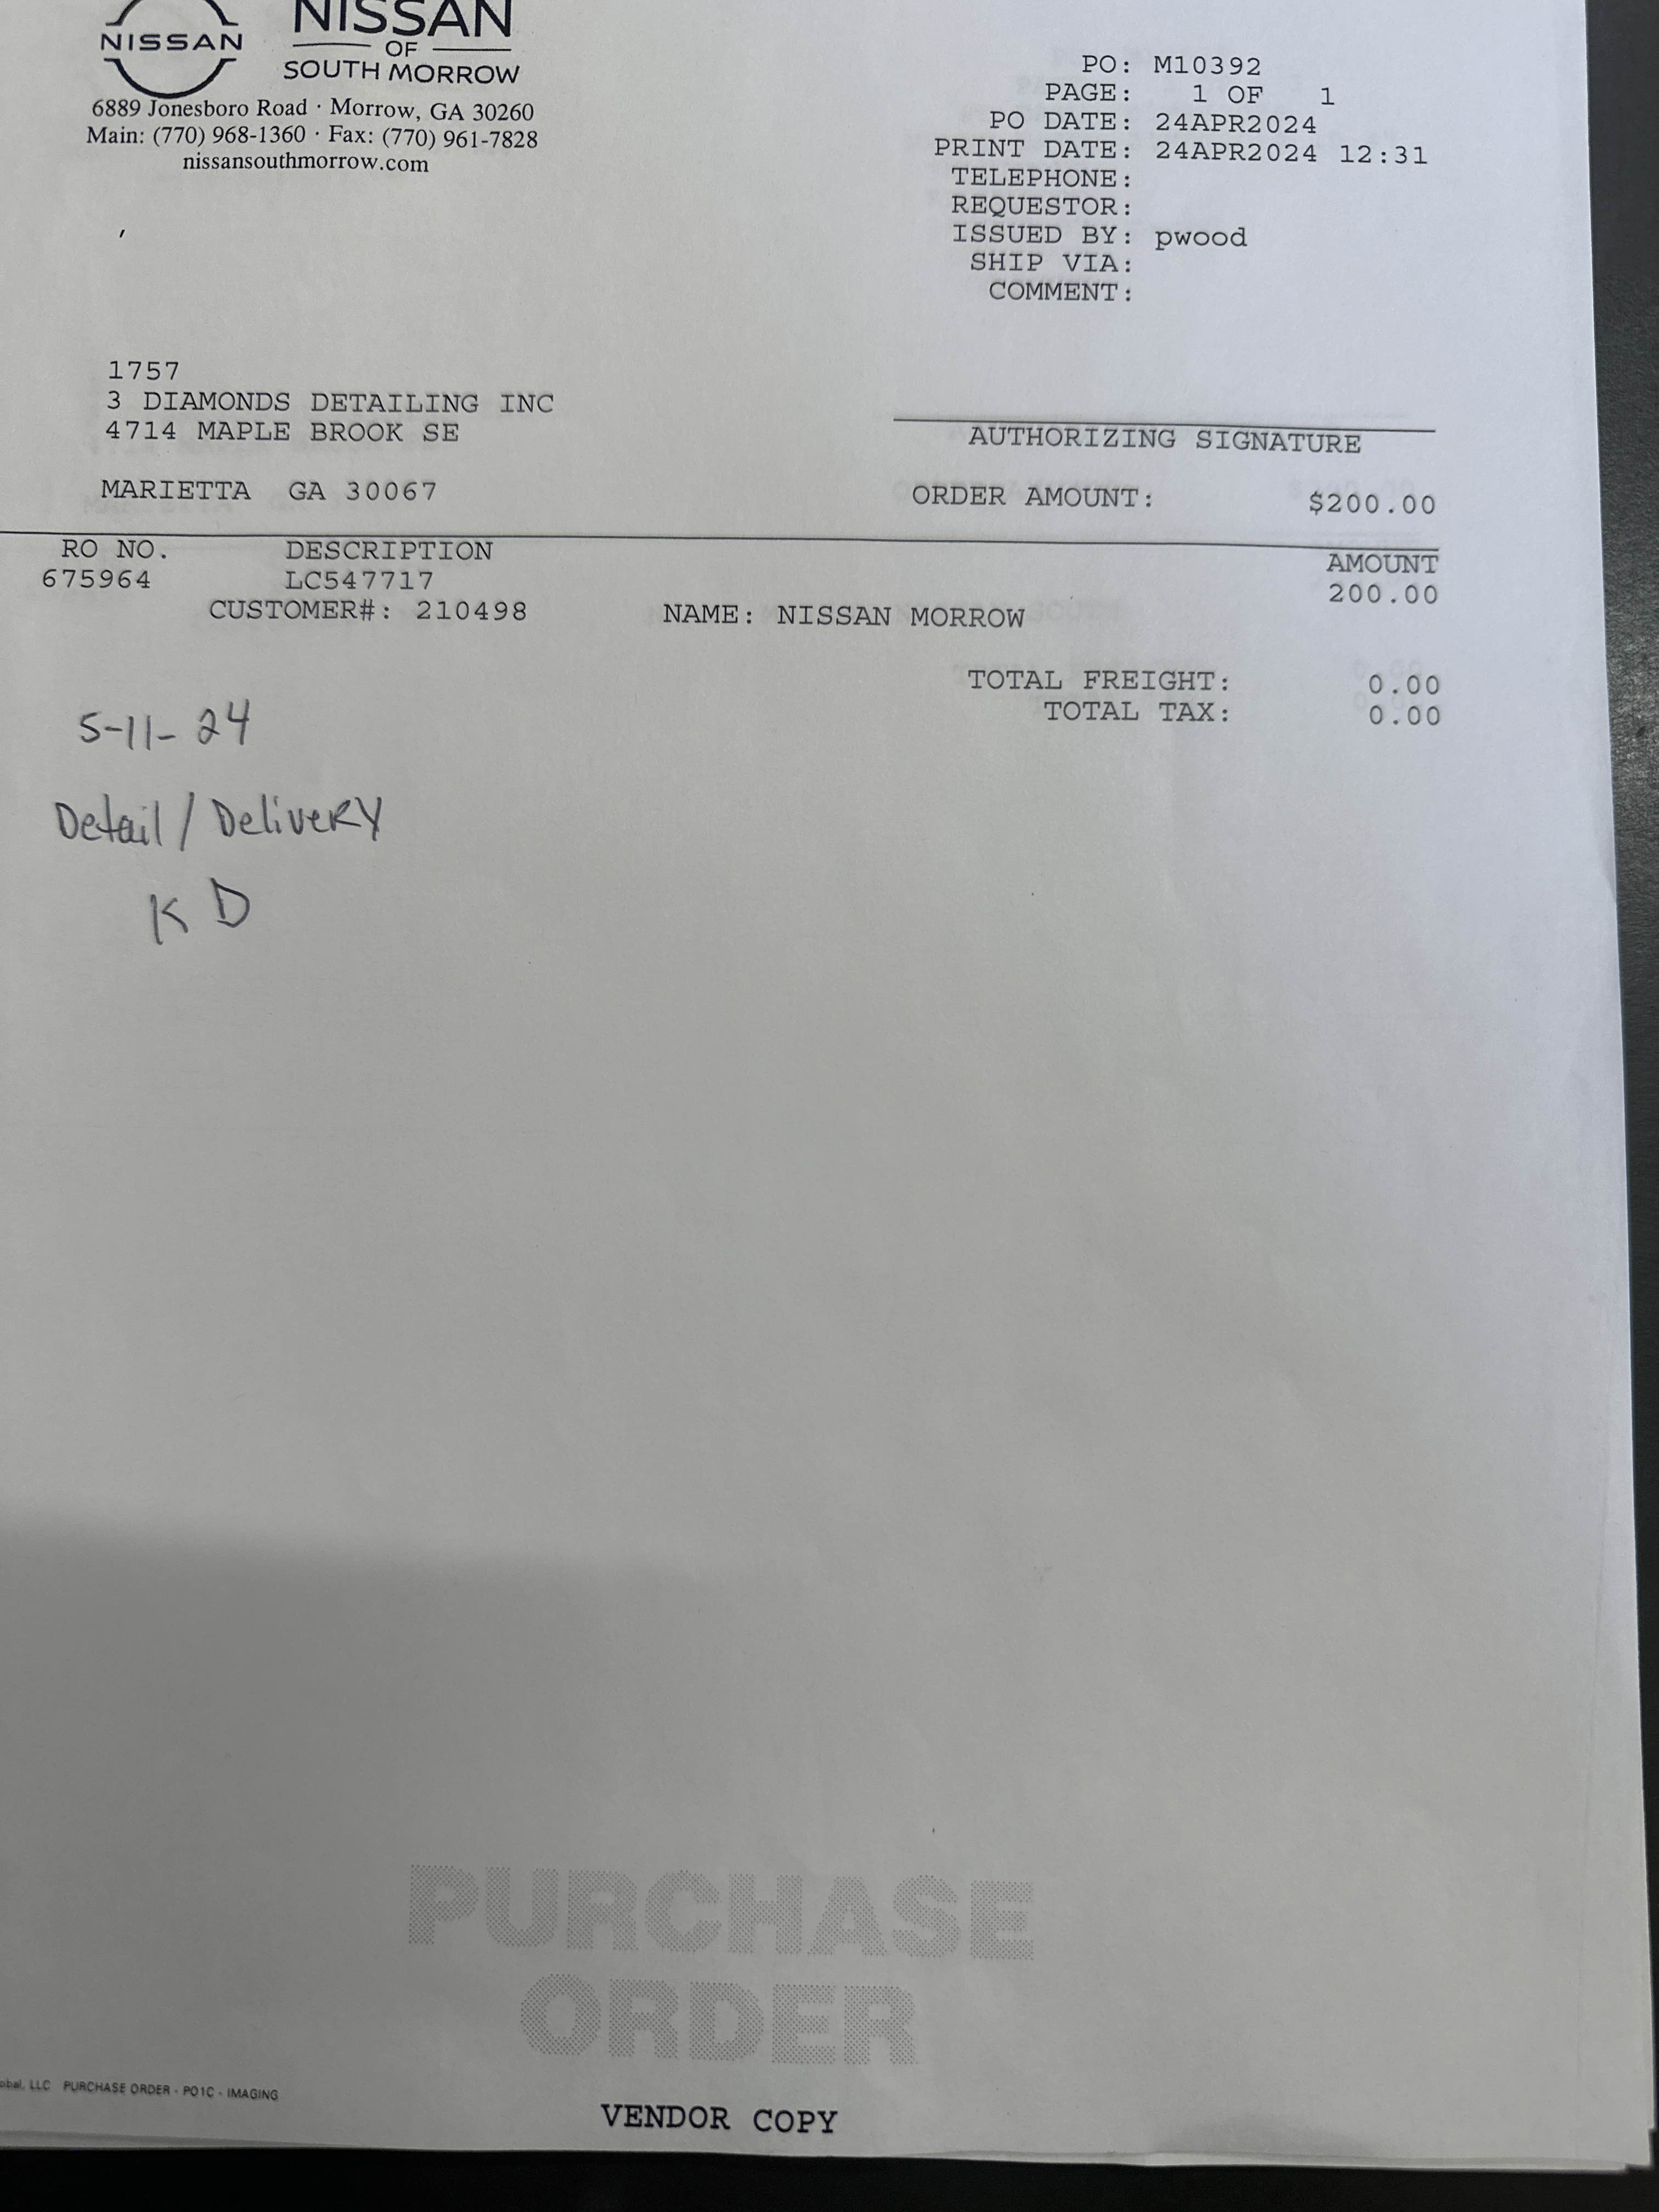 NISSAN
NISSAN
OF
SOUTH MORROW
6889 Jonesboro Road · Morrow, GA 30260
Main: (770) 968-1360 · Fax: (770) 961-7828
nissansouthmorrow.com
PO: M10392
PAGE: 1 OF 1
PO DATE: 24APR2024
PRINT DATE: 24APR2024 12:31
TELEPHONE:
REQUESTOR:
ISSUED BY: pwood
SHIP VIA:
COMMENT:
1757
3 DIAMONDS DETAILING INC
4714 MAPLE BROOK SE
MARIETTA GA 30067
AUTHORIZING SIGNATURE
ORDER AMOUNT: $200.00
RO NO. DESCRIPTION AMOUNT
675964 LC547717 200.00
CUSTOMER#: 210498 NAME: NISSAN MORROW
TOTAL FREIGHT: 0.00
TOTAL TAX: 0.00
5-11-24
Detail/Delivery
KD
PURCHASE
ORDER
LLC PURCHASE ORDER - PO1C - IMAGING
VENDOR COPY